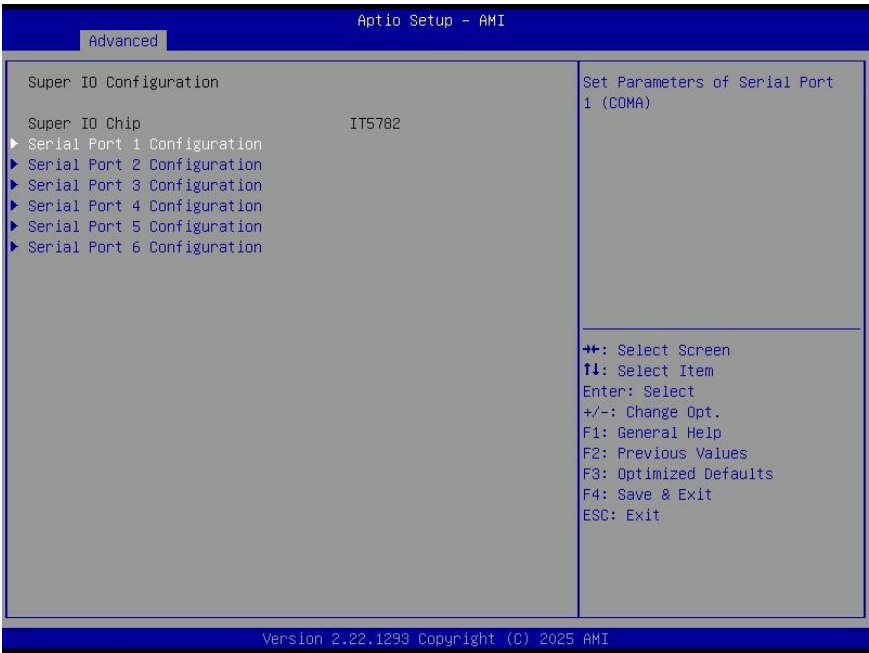 Aptio Setup – AMI
Advanced
Super IO Configuration
Super IO Chip IT5782
Serial Port 1 Configuration
Serial Port 2 Configuration
Serial Port 3 Configuration
Serial Port 4 Configuration
Serial Port 5 Configuration
Serial Port 6 Configuration
Set Parameters of Serial Port
1 (COMA)
→←: Select Screen
↑↓: Select Item
Enter: Select
+/-: Change Opt.
F1: General Help
F2: Previous Values
F3: Optimized Defaults
F4: Save & Exit
ESC: Exit
Version 2.22.1293 Copyright (C) 2025 AMI